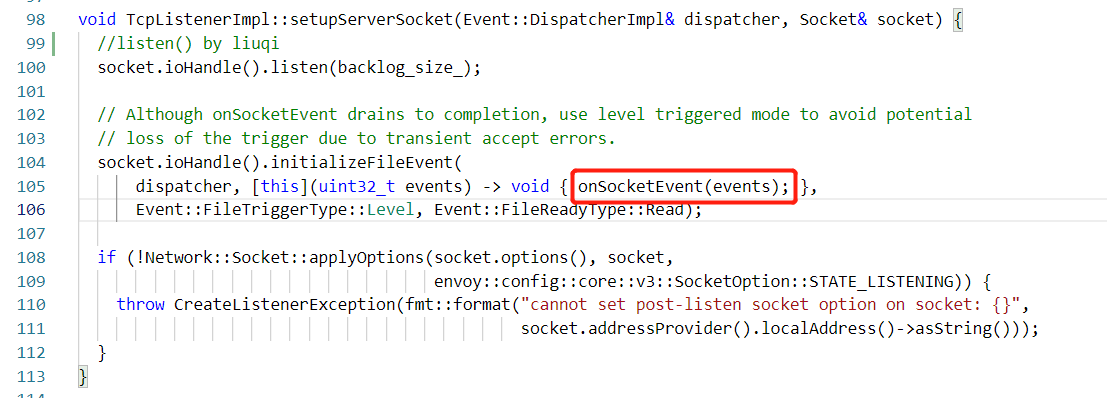 98 void TcpListenerImpl::setupServerSocket(Event::DispatcherImpl& dispatcher, Socket& socket) {
99 //listen() by liuqi
100 socket.ioHandle().listen(backlog_size_);
101
102 // Although onSocketEvent drains to completion, use level triggered mode to avoid potential
103 // loss of the trigger due to transient accept errors.
104 socket.ioHandle().initializeFileEvent(
105 dispatcher, [this](uint32_t events) -> void { onSocketEvent(events); },
106 Event::FileTriggerType::Level, Event::FileReadyType::Read);
107
108 if (!Network::Socket::applyOptions(socket.options(), socket,
109 envoy::config::core::v3::SocketOption::STATE_LISTENING)) {
110 throw CreateListenerException(fmt::format("cannot set post-listen socket option on socket: {}",
111 socket.addressProvider().localAddress()->asString()));
112 }
113 }